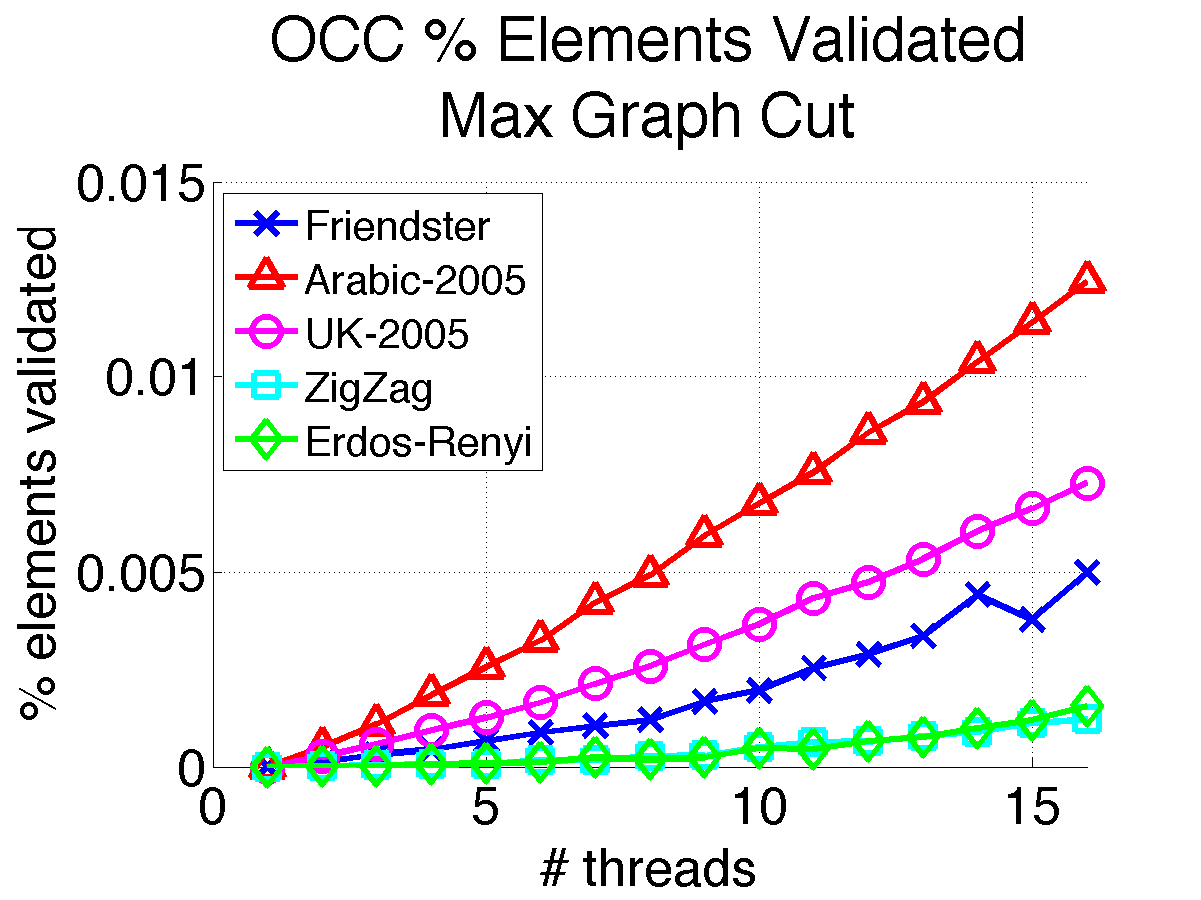 OCC % Elements Validated
Max Graph Cut
% elements validated
0.015
0.01
0.005
0
Friendster
Arabic-2005
UK-2005
ZigZag
Erdos-Renyi
0 5 10 15
# threads